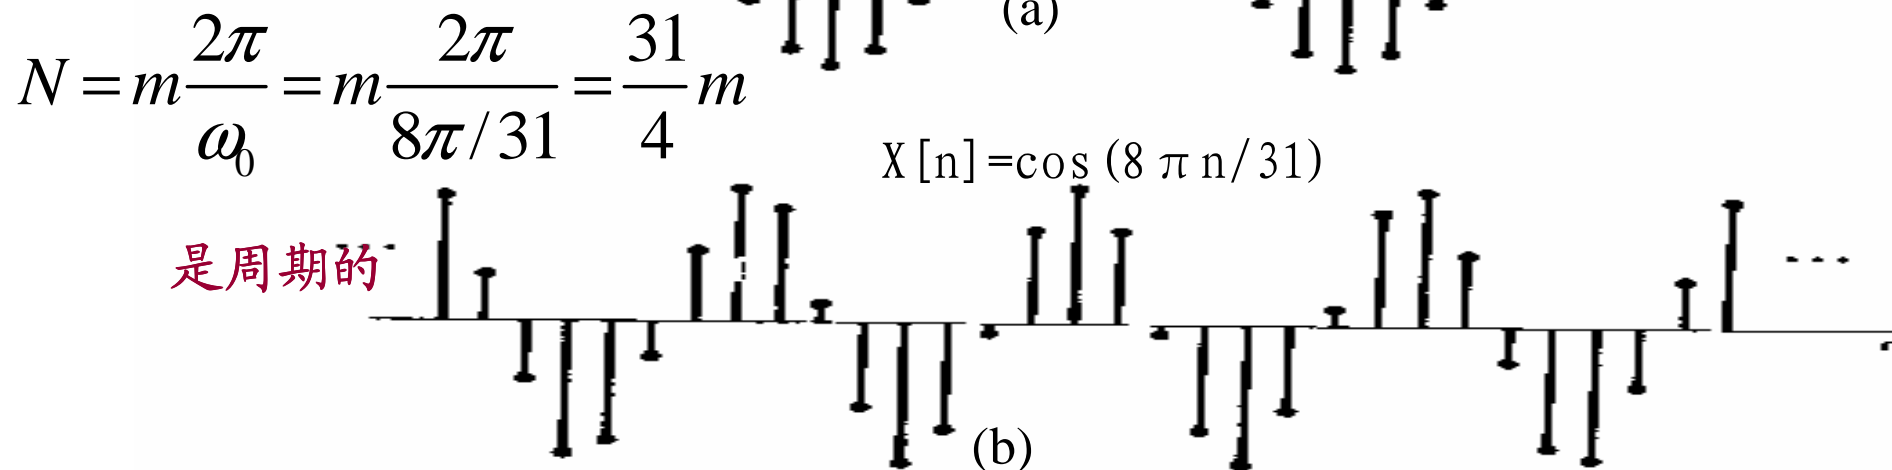 (a)
N = m 2π/ω₀ = m 2π/(8π/31) = 31/4 m
X[n]=cos(8πn/31)
是周期的
...
...
(b)